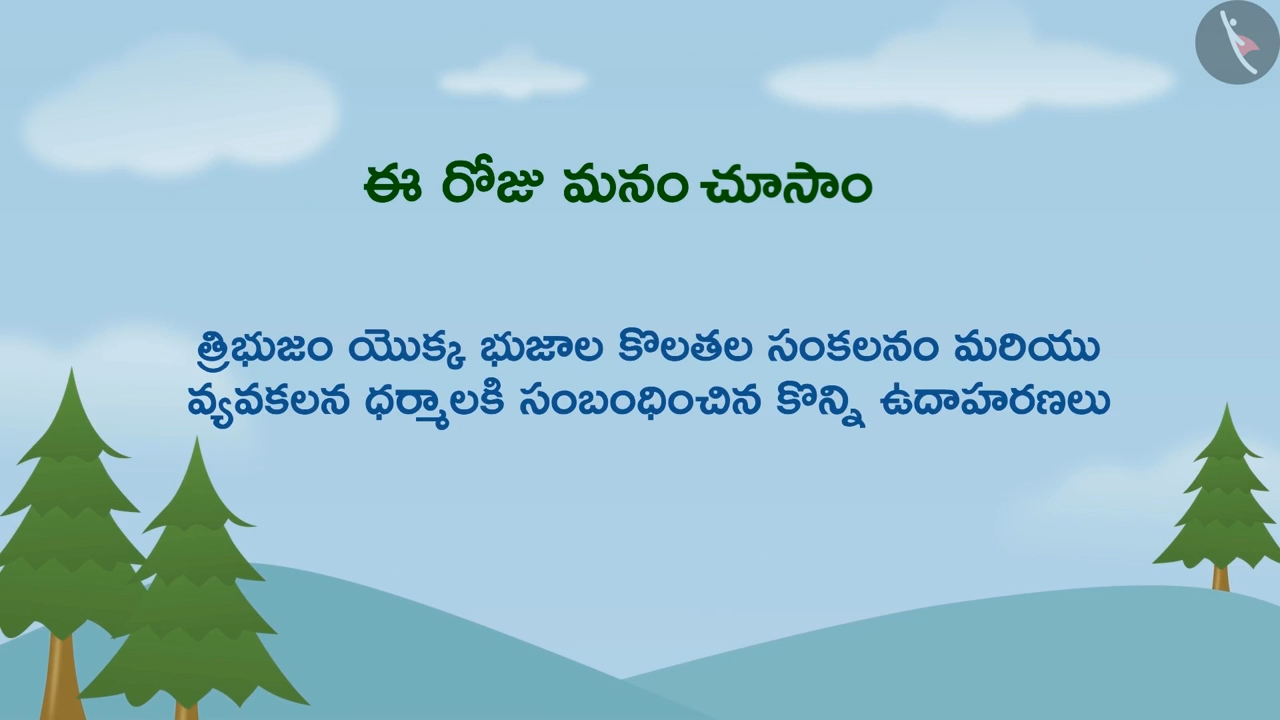 ఈ రోజు మనం చూసాం
త్రిభుజం యొక్క భుజాల కొలతల సంకలనం మరియు
వ్యవకలన ధర్మాలకి సంబంధించిన కొన్ని ఉదాహరణలు